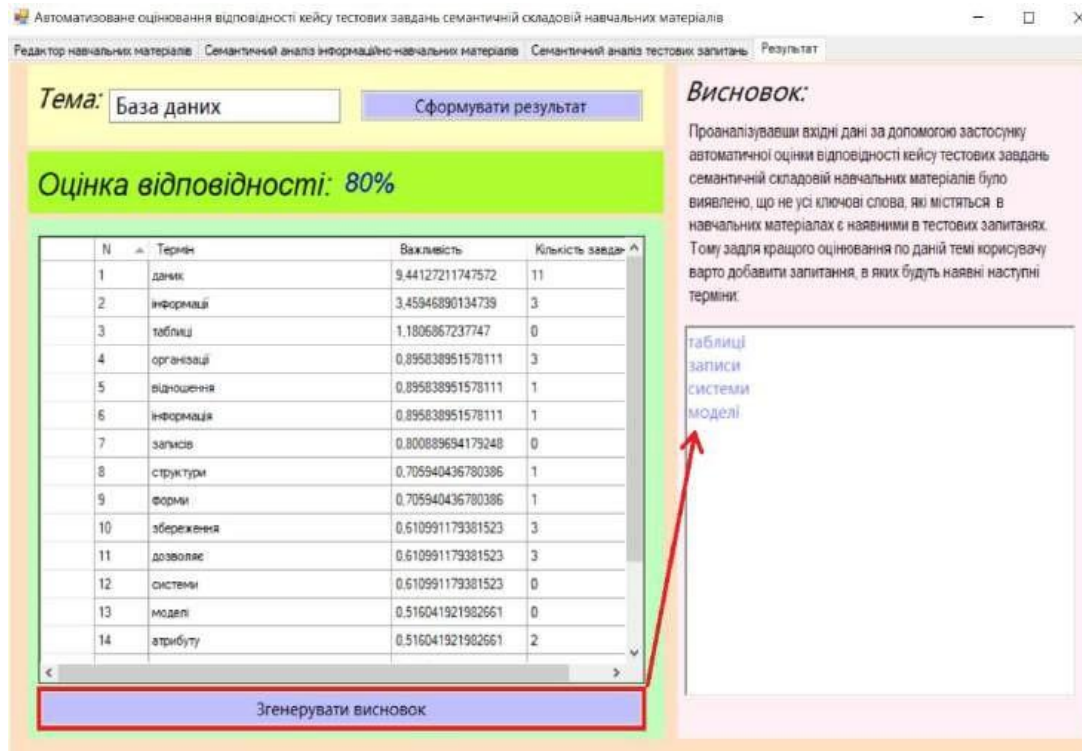 Автоматизоване оцінювання відповідності кейсу тестових завдань семантичній складовій навчальних матеріалів
Редактор навчальних матеріалів Семантичний аналіз інформаційно-навчальних матеріалів Семантичний аналіз тестових запитань Результат
Тема: База даних Сформувати результат
Оцінка відповідності: 80%
N Термін Важливість Кількість завдан
1 даних 9,44127211747572 11
2 інформації 3,45946890134739 3
3 таблиці 1,1806867237747 0
4 організації 0,895838951578111 3
5 відношення 0,895838951578111 1
6 інформація 0,895838951578111 1
7 записів 0,800889694179248 0
8 структури 0,705940436780386 1
9 форми 0,705940436780386 1
10 збереження 0,610991179381523 3
11 дозволяє 0,610991179381523 3
12 системи 0,610991179381523 0
13 моделі 0,516041921982661 0
14 атрибуту 0,516041921982661 2
Згенерувати висновок
Висновок:
Проаналізувавши вхідні дані за допомогою застосунку
автоматичної оцінки відповідності кейсу тестових завдань
семантичній складовій навчальних матеріалів було
виявлено, що не усі ключові слова, які містяться в
навчальних матеріалах є наявними в тестових запитанях.
Тому задля кращого оцінювання по даній темі корисувачу
варто добавити запитання, в яких будуть наявні наступні
терміни:
таблиці
записи
системи
моделі